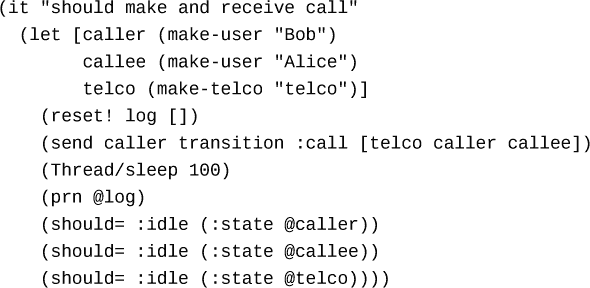 (it "should make and receive call"
  (let [caller (make-user "Bob")
        callee (make-user "Alice")
        telco (make-telco "telco")]
    (reset! log [])
    (send caller transition :call [telco caller callee])
    (Thread/sleep 100)
    (prn @log)
    (should= :idle (:state @caller))
    (should= :idle (:state @callee))
    (should= :idle (:state @telco))))